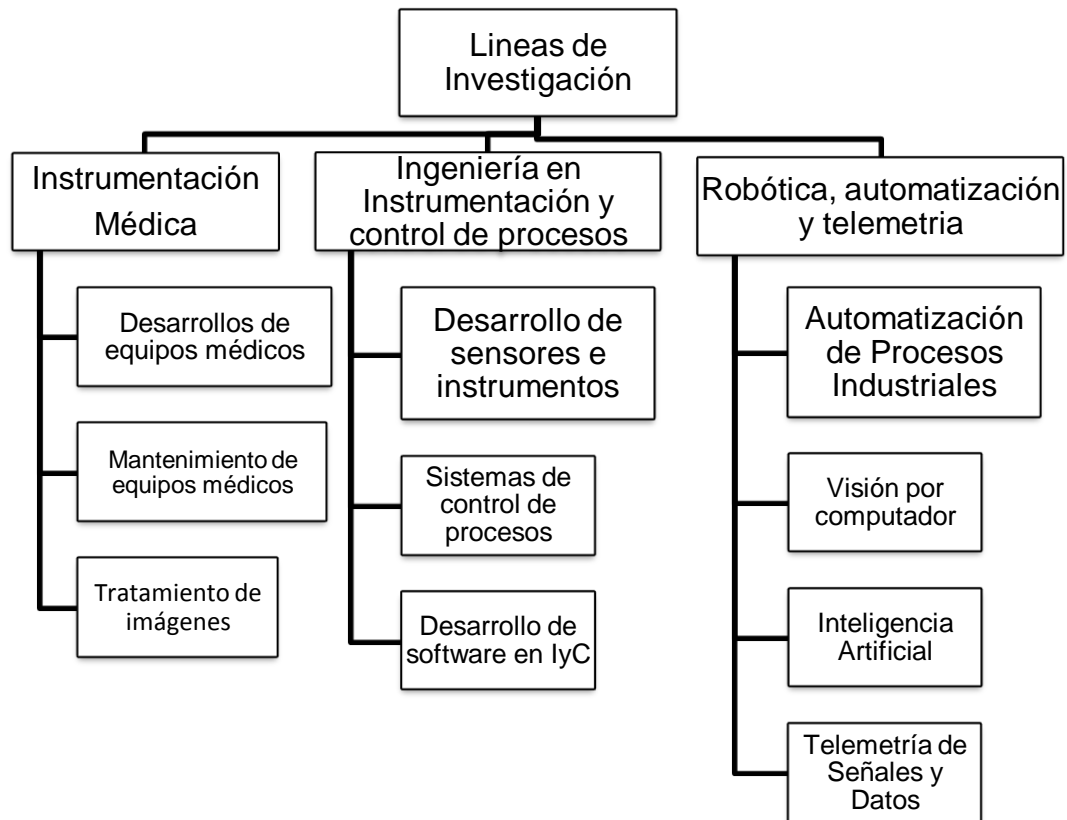 Lineas de
Investigación
Instrumentación
Médica
Desarrollos de
equipos médicos
Mantenimiento de
equipos médicos
Tratamiento de
imágenes
Ingeniería en
Instrumentación y
control de procesos
Desarrollo de
sensores e
instrumentos
Sistemas de
control de
procesos
Desarrollo de
software en IyC
Robótica, automatización
y telemetria
Automatización
de Procesos
Industriales
Visión por
computador
Inteligencia
Artificial
Telemetría de
Señales y
Datos